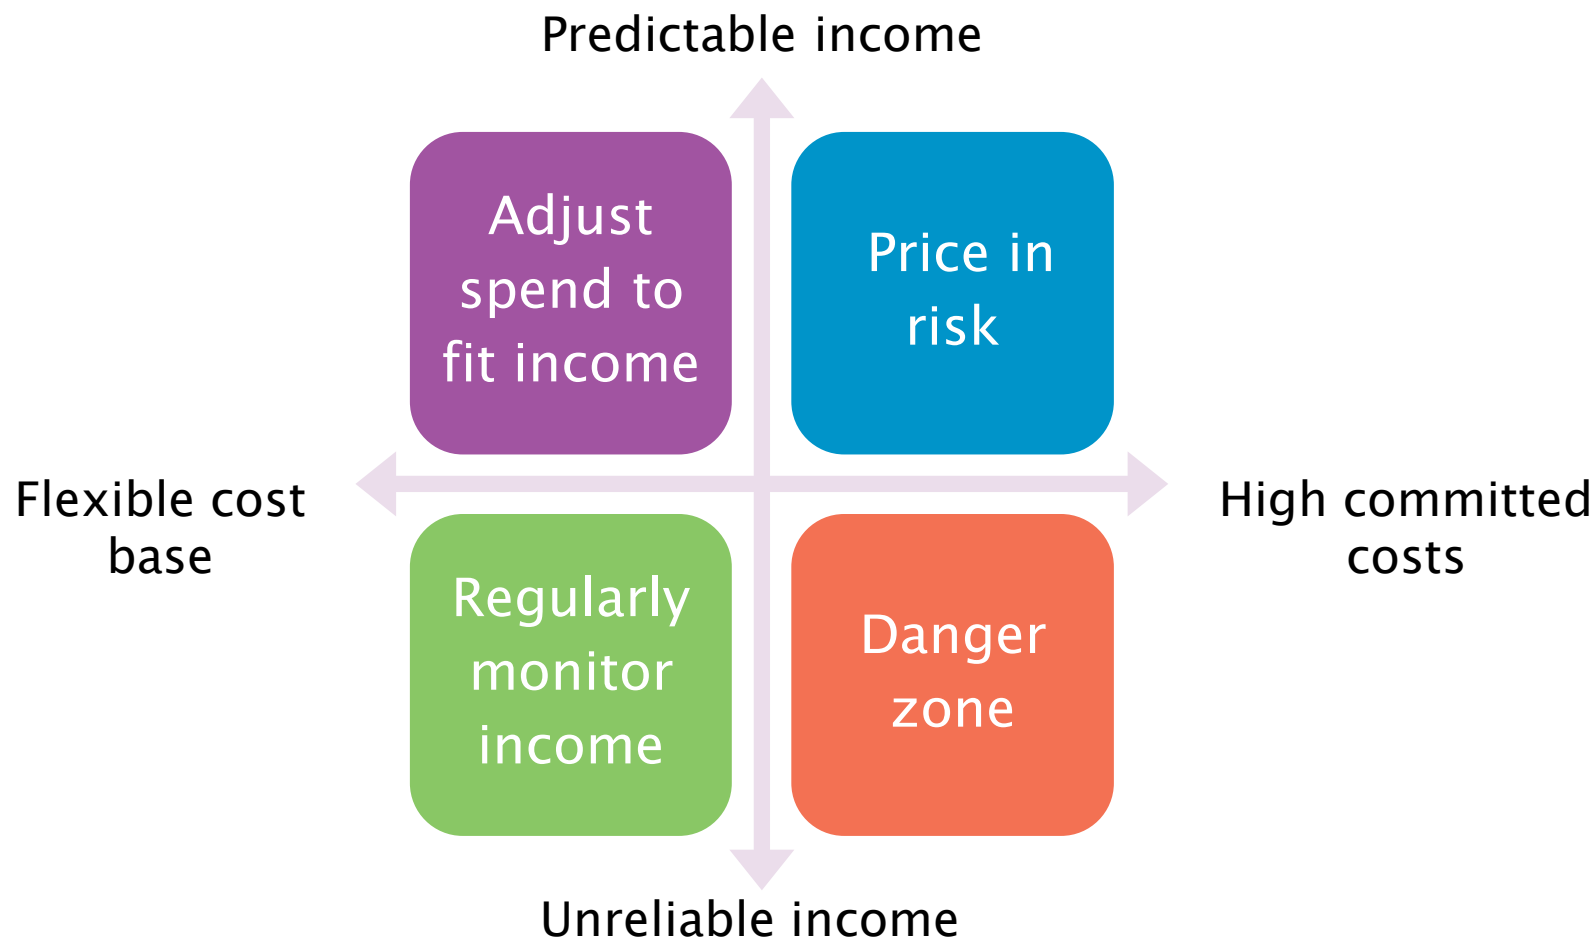 Predictable income
Adjust
spend to
fit income
Price in
risk
Flexible cost
base
High committed
costs
Regularly
monitor
income
Danger
zone
Unreliable income